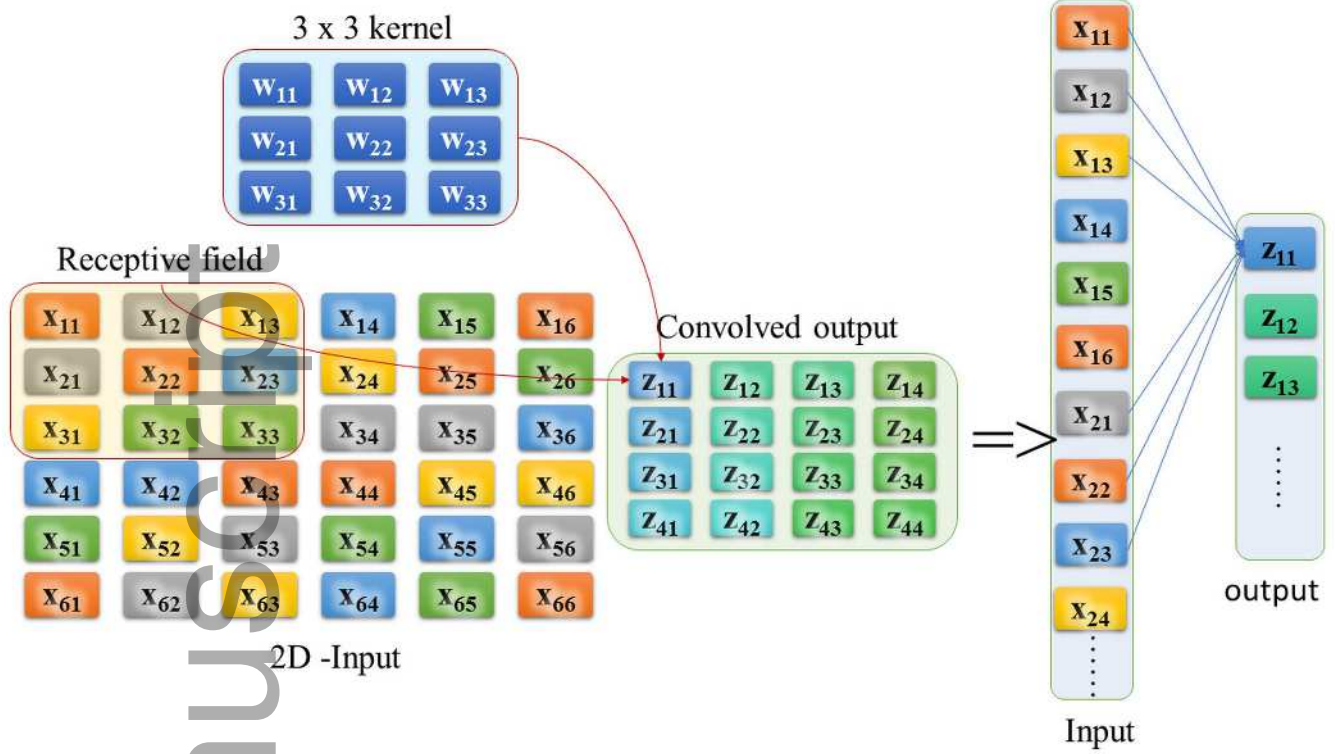 3 x 3 kernel
w11 w12 w13
w21 w22 w23
w31 w32 w33
Receptive field
x11 x12 x13 x14 x15 x16
x21 x22 x23 x24 x25 x26
x31 x32 x33 x34 x35 x36
x41 x42 x43 x44 x45 x46
x51 x52 x53 x54 x55 x56
x61 x62 x63 x64 x65 x66
2D -Input
Convolved output
z11 z12 z13 z14
z21 z22 z23 z24
z31 z32 z33 z34
z41 z42 z43 z44
=>
x11
x12
x13
x14
x15
x16
x21
x22
x23
x24
......
Input
z11
z12
z13
......
output
uscript